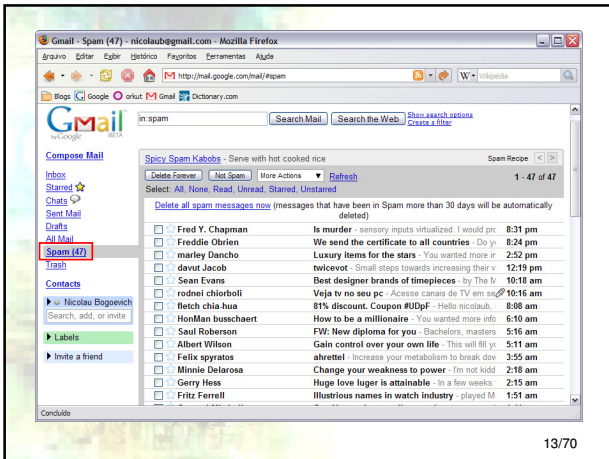 Gmail - Spam (47) - nicolaub@gmail.com - Mozilla Firefox
Arquivo Editar Exibir Histórico Favoritos Ferramentas Ajuda
http://mail.google.com/mail/#spam W Wikipédia
Blogs Google orkut Gmail Dictionary.com
Gmail by Google BETA
in:spam Search Mail Search the Web Show search options
Create a filter
Compose Mail
Inbox
Starred
Chats
Sent Mail
Drafts
All Mail
Spam (47)
Trash
Contacts
Nicolau Bogoevich
Search, add, or invite
Labels
Invite a friend
Spicy Spam Kabobs - Serve with hot cooked rice Spam Recipe < >
Delete Forever Not Spam More Actions Refresh 1 - 47 of 47
Select: All, None, Read, Unread, Starred, Unstarred
Delete all spam messages now (messages that have been in Spam more than 30 days will be automatically
deleted)
Fred Y. Chapman Is murder - sensory inputs virtualized. I would pro 8:31 pm
Freddie Obrien We send the certificate to all countries - Do yo 8:24 pm
marley Dancho Luxury items for the stars - You wanted more ir 2:52 pm
davut Jacob twicevot - Small steps towards increasing their v 12:19 pm
Sean Evans Best designer brands of timepieces - by The M 10:18 am
rodnei chiorboli Veja tv no seu pc - Acesse canais de TV em se 10:16 am
fletch chia-hua 81% discount. Coupon #UDpF - Hello nicolaub, 8:08 am
HonMan busschaert How to be a millionaire - You wanted more info 6:10 am
Saul Roberson FW: New diploma for you - Bachelors, masters 5:16 am
Albert Wilson Gain control over your own life - This will fill yo 5:11 am
Felix spyratos ahrettel - Increase your metabolism to break dov 3:55 am
Minnie Delarosa Change your weakness to power - I'm not kidd 2:18 am
Gerry Hess Huge love luger is attainable - In a few weeks 2:15 am
Fritz Ferrell Illustrious names in watch industry - played M 1:51 am
Concluído
13/70